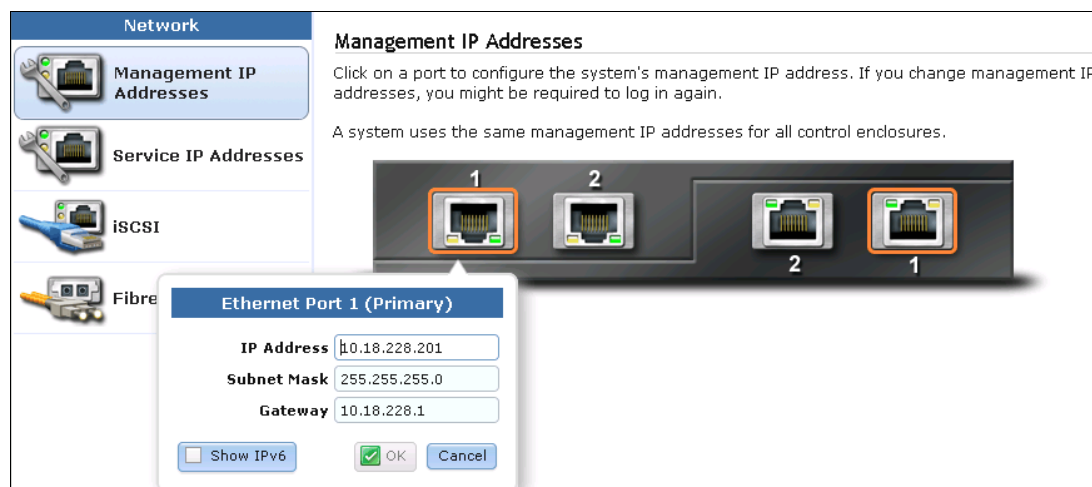 Network
Management IP
Addresses
Service IP Addresses
iSCSI
Fibre
Management IP Addresses
Click on a port to configure the system's management IP address. If you change management IP
addresses, you might be required to log in again.
A system uses the same management IP addresses for all control enclosures.
1 2
2 1
Ethernet Port 1 (Primary)
IP Address 10.18.228.201
Subnet Mask 255.255.255.0
Gateway 10.18.228.1
Show IPv6 OK Cancel